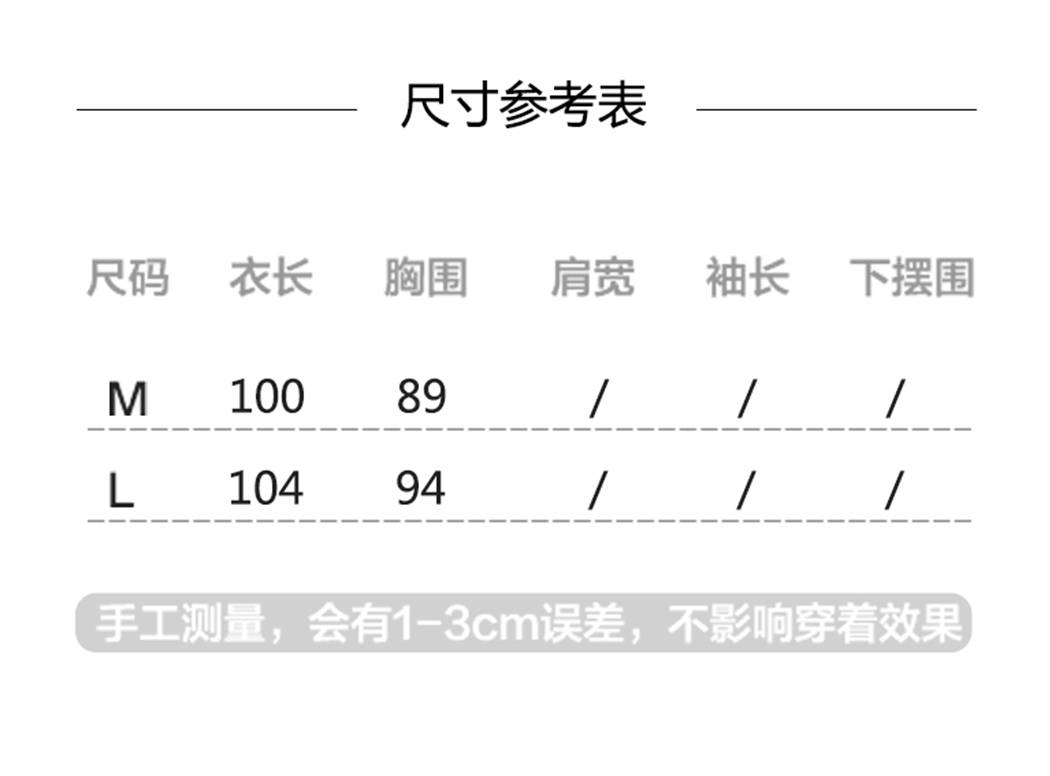 尺寸参考表
尺码 衣长 胸围 肩宽 袖长 下摆围
M 100 89 / / /
L 104 94 / / /
手工测量，会有1-3cm误差，不影响穿着效果